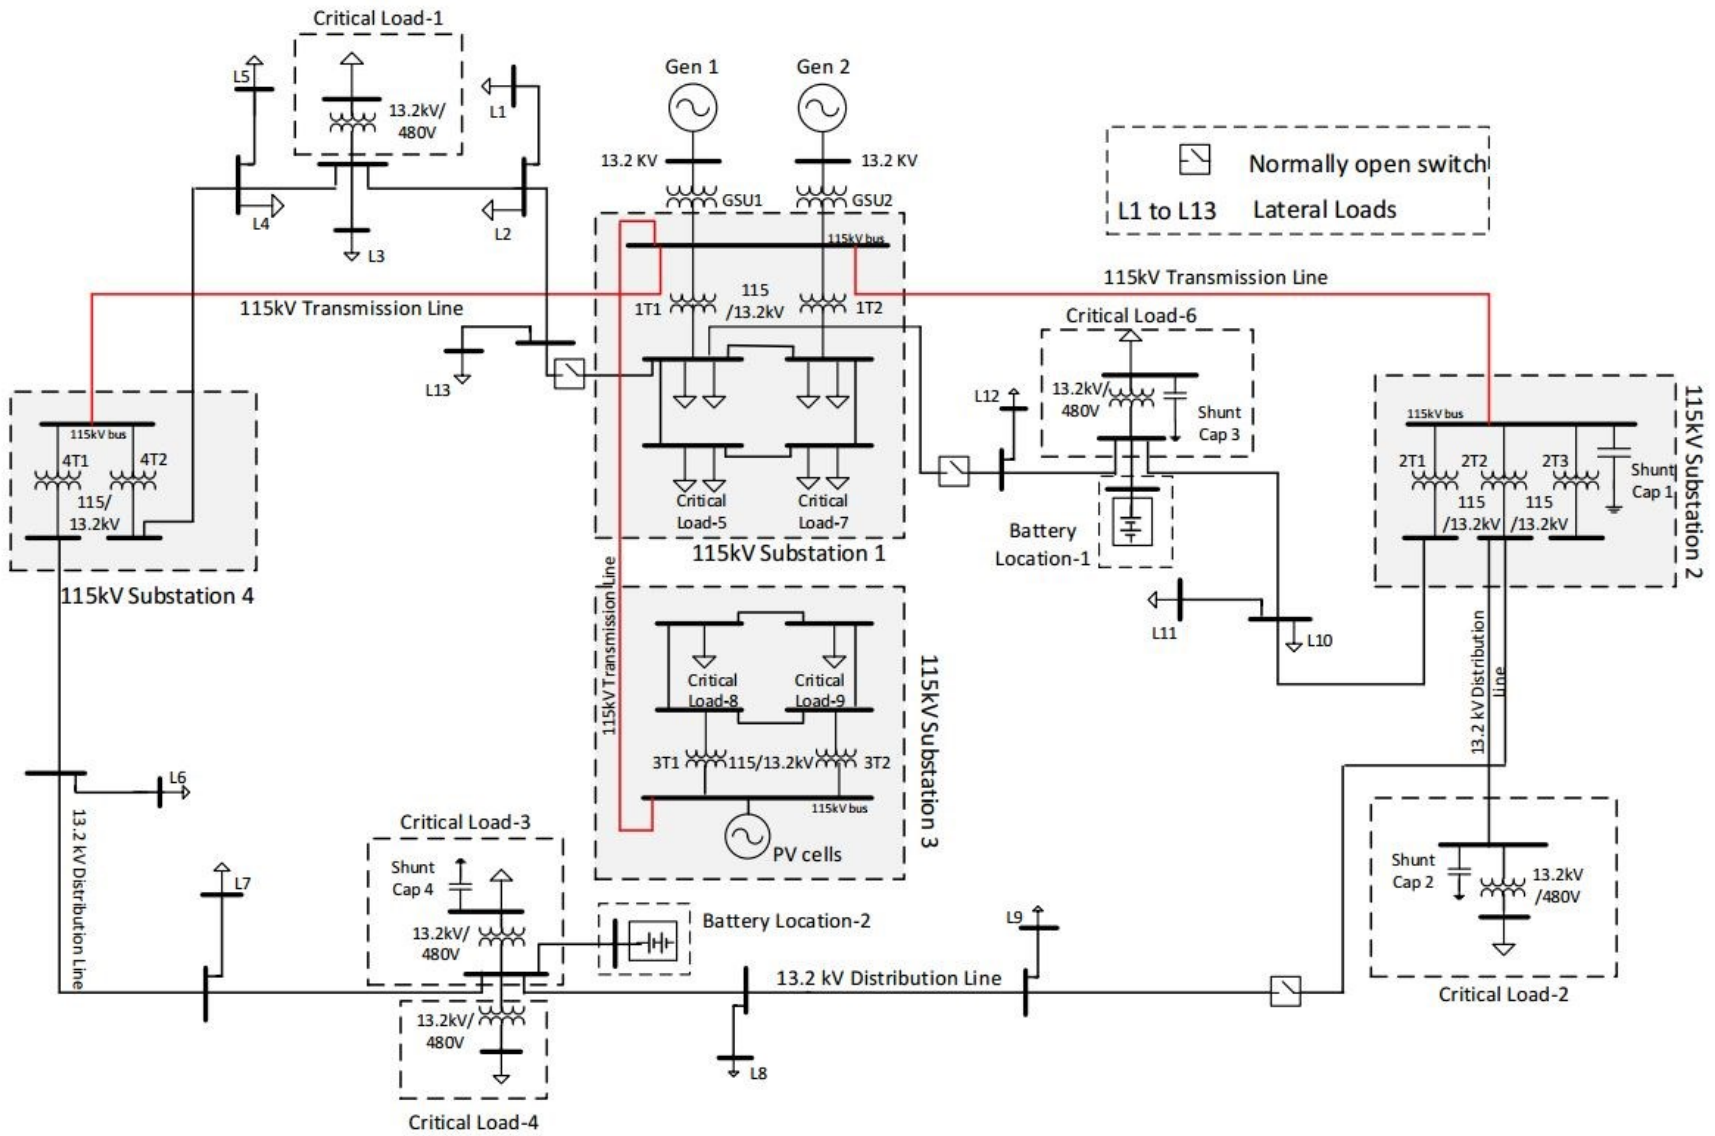 Critical Load-1
L5
13.2kV/
480V
L1
L4
L2
L3
Gen 1
Gen 2
13.2 KV
13.2 KV
GSU1
GSU2
115kV bus
Normally open switch
L1 to L13 Lateral Loads
115kV Transmission Line
115kV Transmission Line
1T1
115
/13.2kV
1T2
L13
Critical Load-6
13.2kV/
480V
Shunt
Cap 3
L12
115kV bus
4T1
4T2
115/
13.2kV
115kV Substation 4
Critical
Load-5
Critical
Load-7
115kV Substation 1
Battery
Location-1
115kV bus
2T1
2T2
2T3
115
/13.2kV
115
/13.2kV
Shunt
Cap 1
115kV Substation 2
L11
L10
115kV Transmission Line
Critical
Load-8
Critical
Load-9
3T1
115/13.2kV
3T2
115kV bus
PV cells
115kV Substation 3
13.2 kV Distribution
Line
L6
13.2 kV Distribution Line
L7
Critical Load-3
Shunt
Cap 4
13.2kV/
480V
13.2kV/
480V
Critical Load-4
Battery Location-2
L8
13.2 kV Distribution Line
L9
Shunt
Cap 2
13.2kV
/480V
Critical Load-2